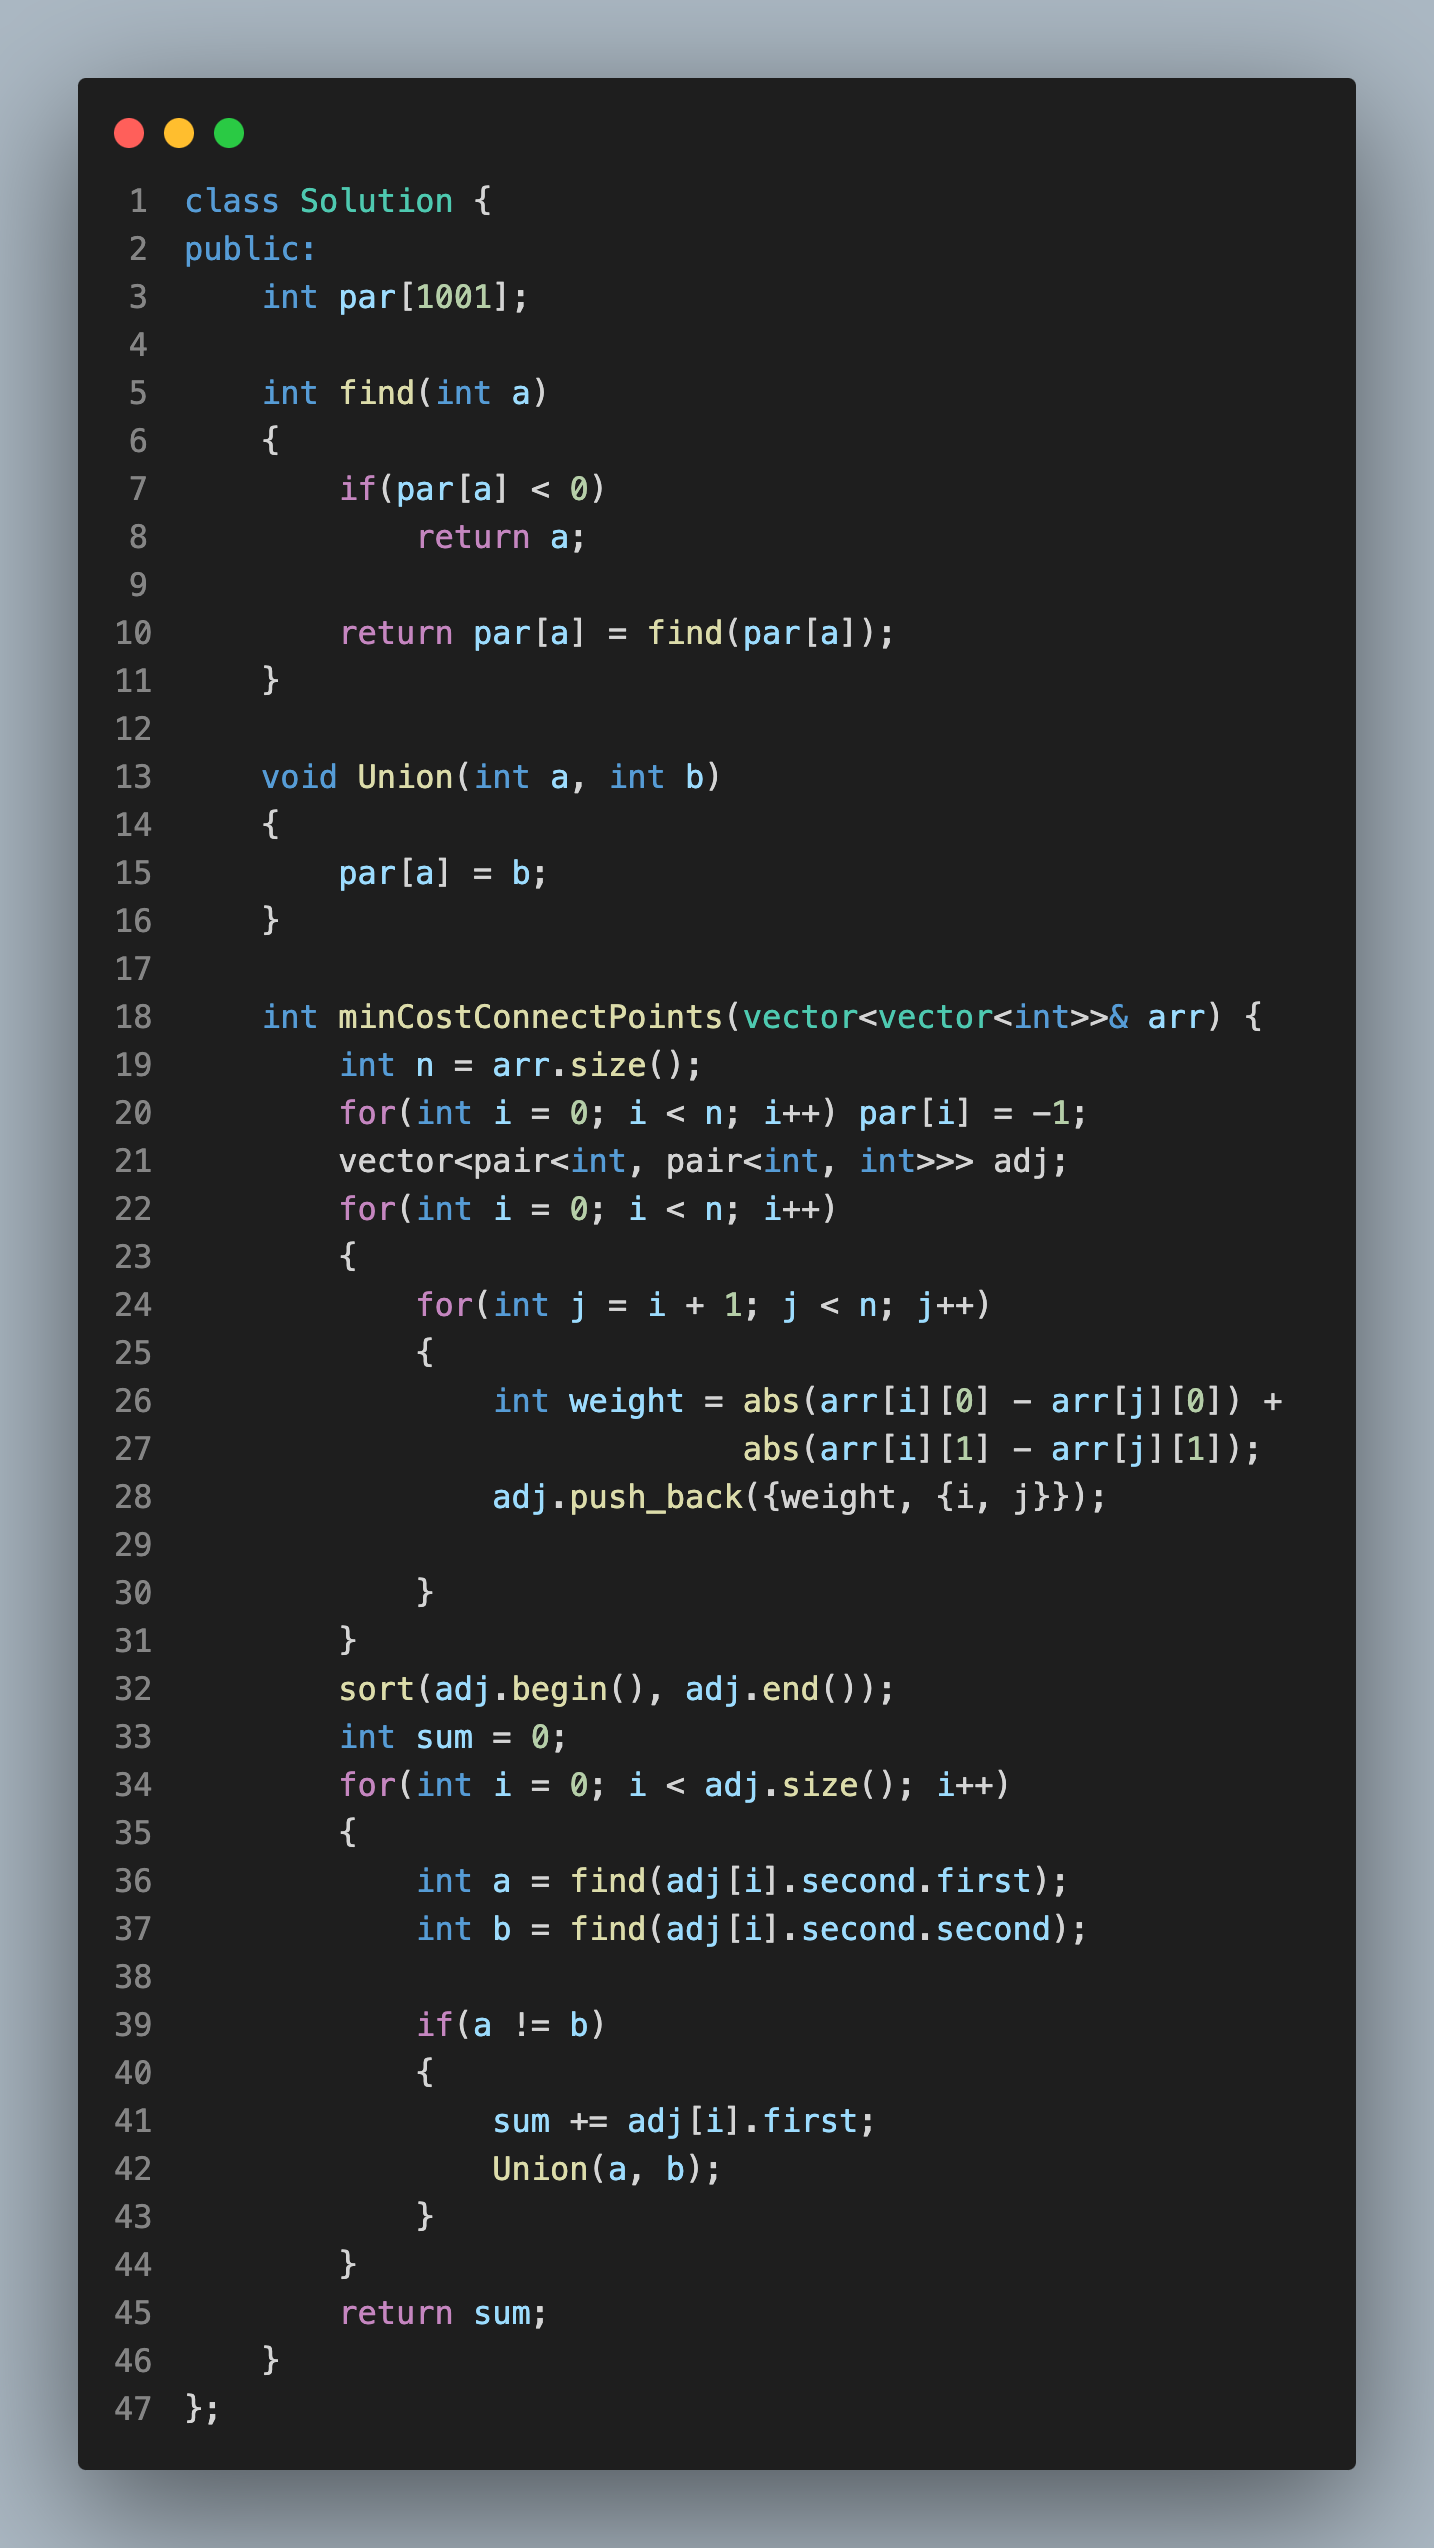 1 class Solution {
2 public:
3     int par[1001];
4
5     int find(int a)
6     {
7         if(par[a] < 0)
8             return a;
9
10         return par[a] = find(par[a]);
11     }
12
13     void Union(int a, int b)
14     {
15         par[a] = b;
16     }
17
18     int minCostConnectPoints(vector<vector<int>>& arr) {
19         int n = arr.size();
20         for(int i = 0; i < n; i++) par[i] = -1;
21         vector<pair<int, pair<int, int>>> adj;
22         for(int i = 0; i < n; i++)
23         {
24             for(int j = i + 1; j < n; j++)
25             {
26                 int weight = abs(arr[i][0] - arr[j][0]) +
27                              abs(arr[i][1] - arr[j][1]);
28                 adj.push_back({weight, {i, j}});
29
30             }
31         }
32         sort(adj.begin(), adj.end());
33         int sum = 0;
34         for(int i = 0; i < adj.size(); i++)
35         {
36             int a = find(adj[i].second.first);
37             int b = find(adj[i].second.second);
38
39             if(a != b)
40             {
41                 sum += adj[i].first;
42                 Union(a, b);
43             }
44         }
45         return sum;
46     }
47 };